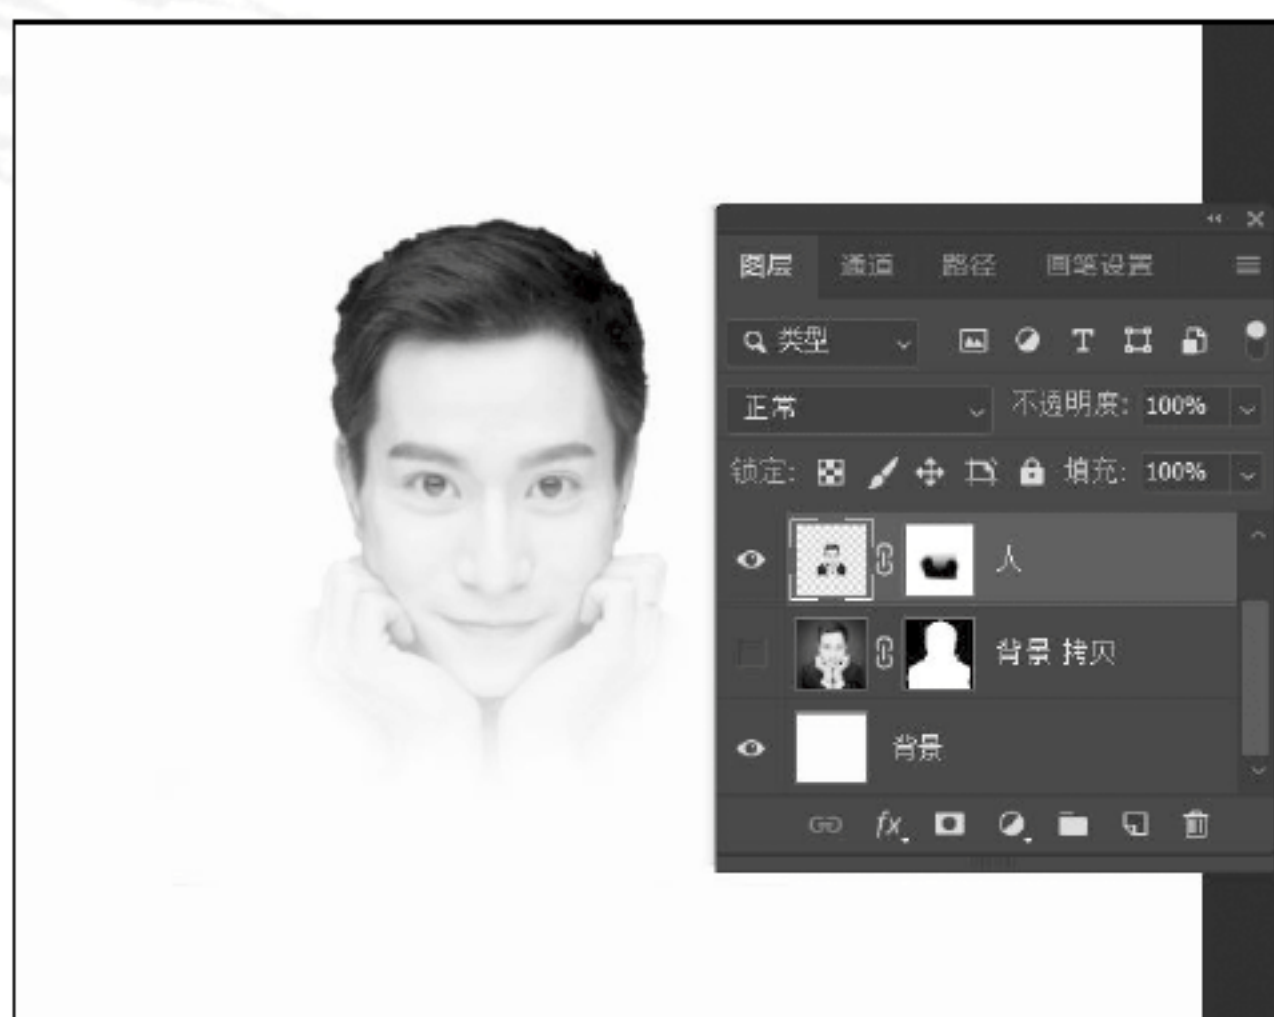 图层 通道 路径 画笔设置
类型
正常 不透明度: 100%
锁定: 填充: 100%
人
背景 拷贝
背景
fx